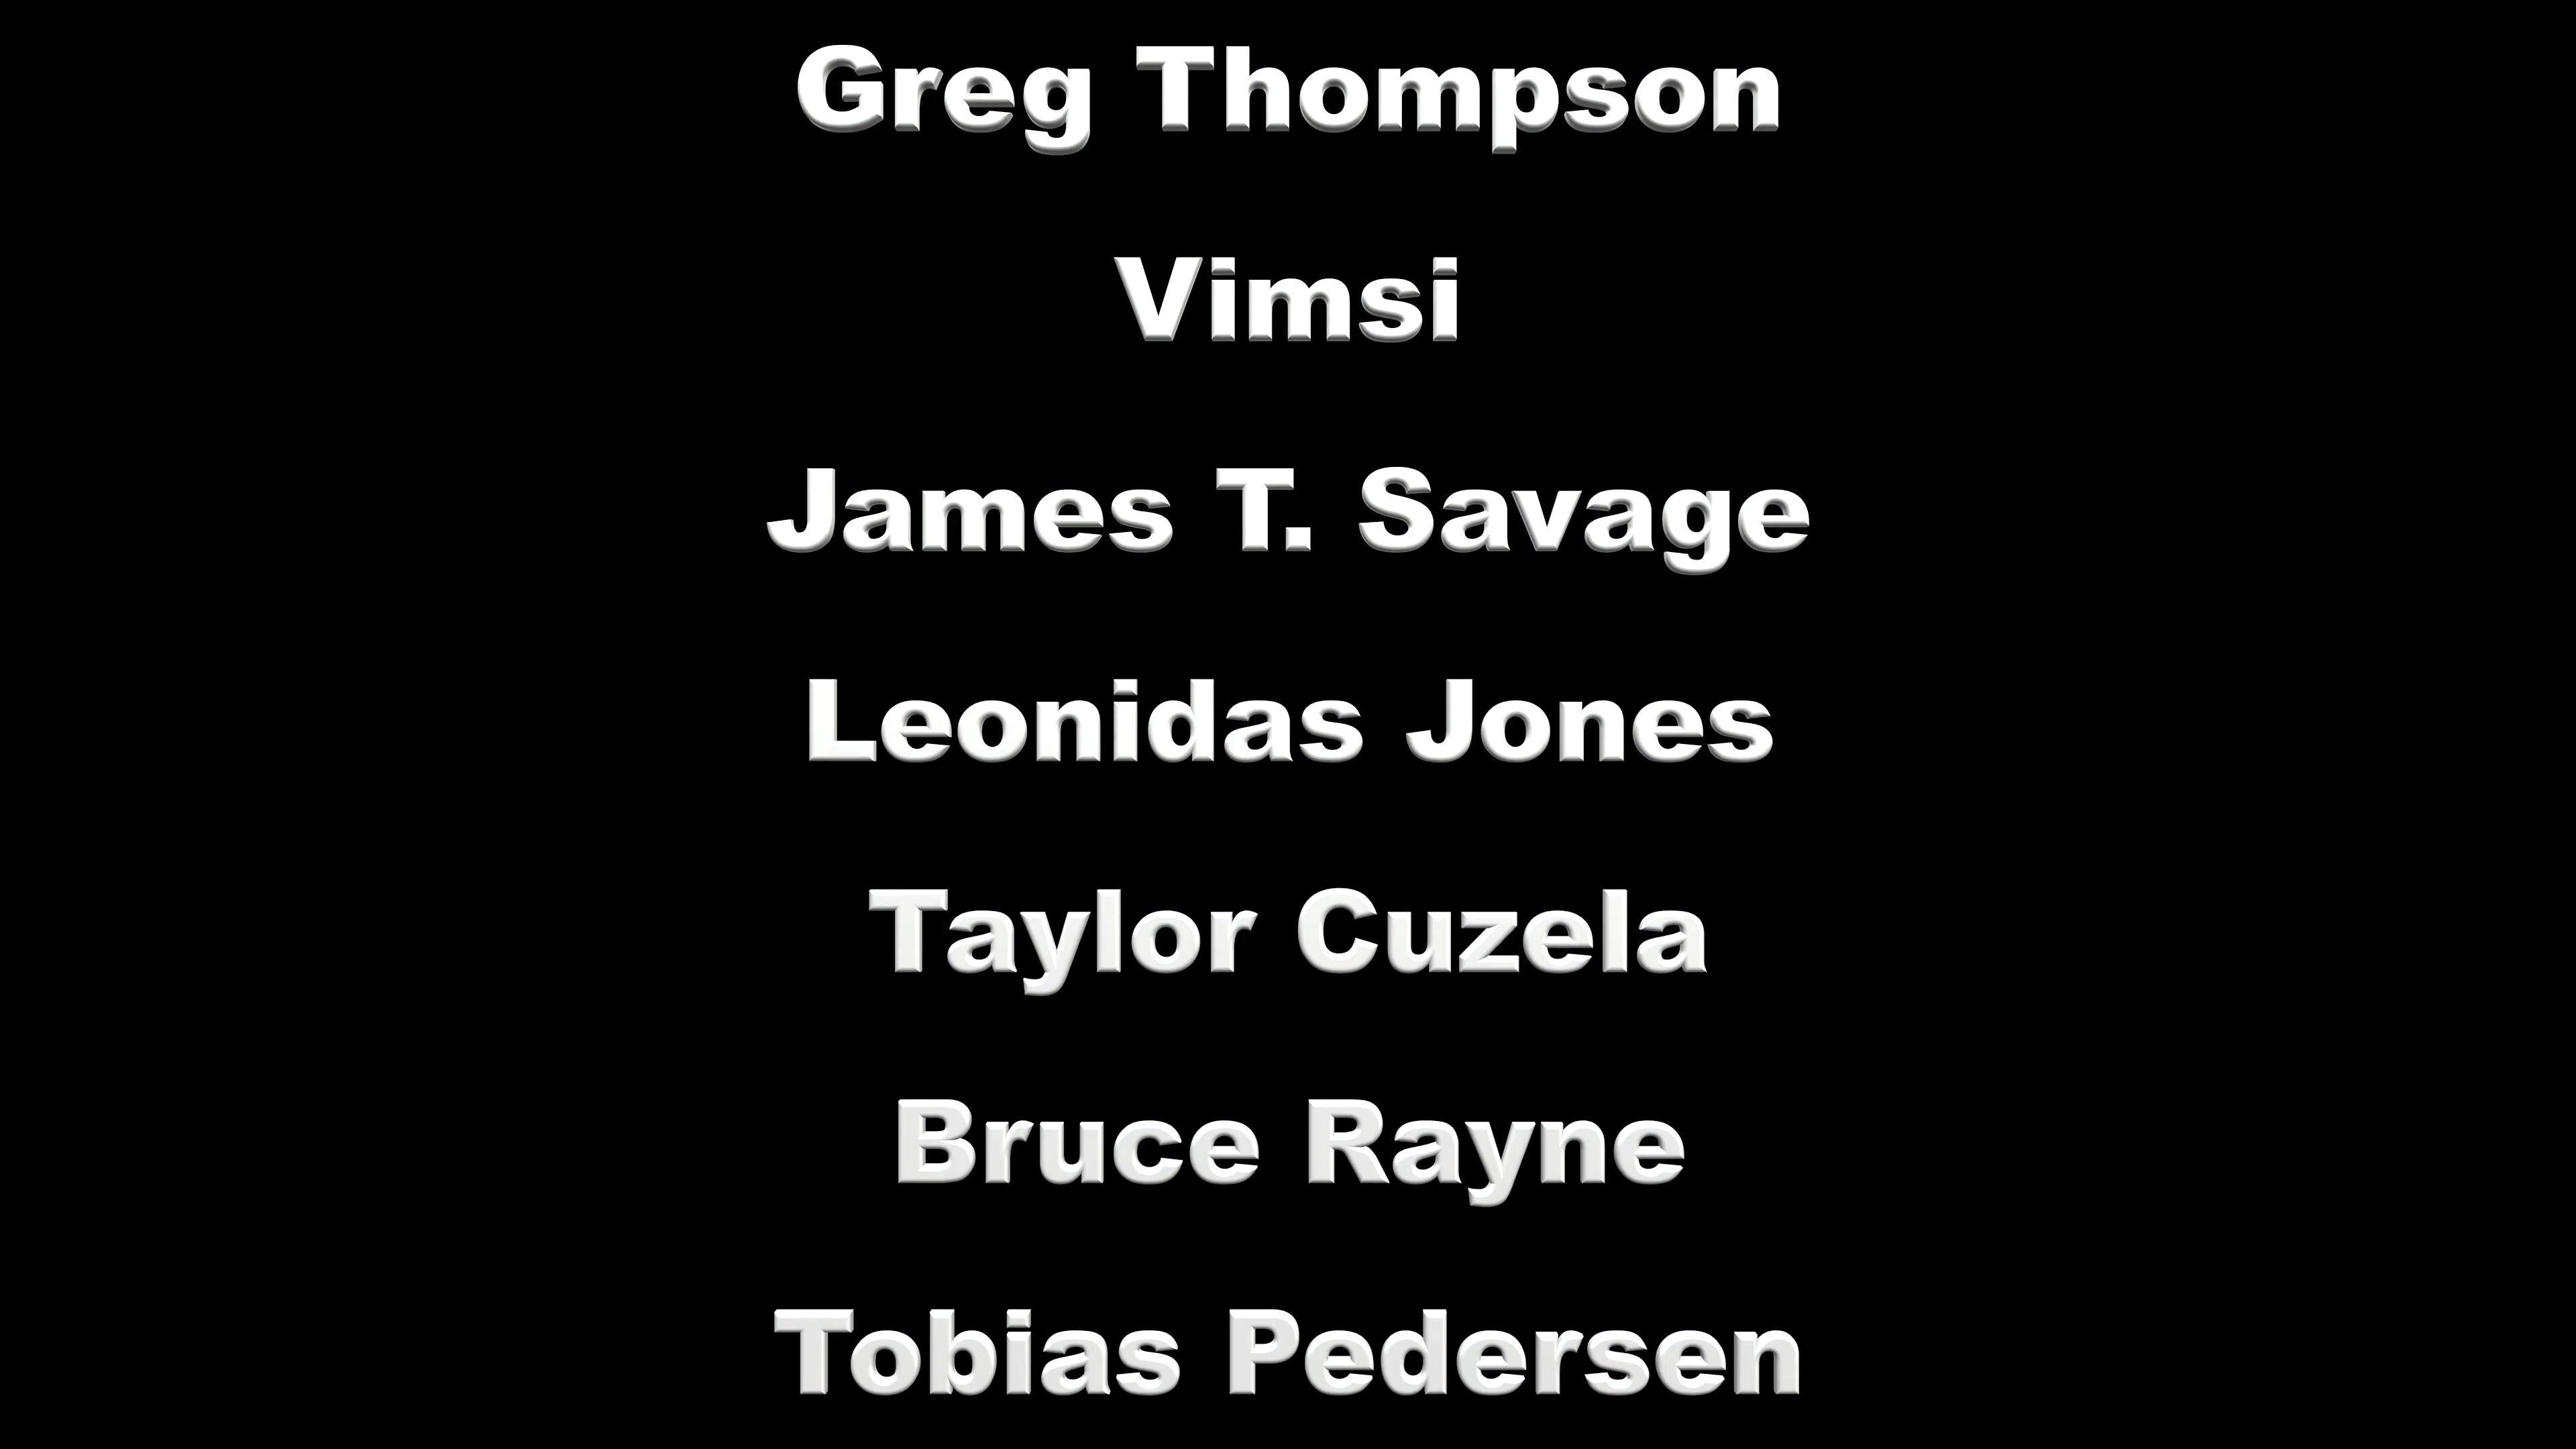 Greg Thompson
Vimsi
James T. Savage
Leonidas Jones
Taylor Cuzela
Bruce Rayne
Tobias Pedersen